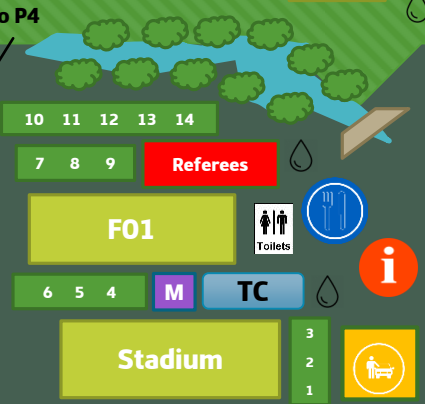 o P4
10 11 12 13 14
7 8 9
Referees
F01
Toilets
i
6 5 4
M
TC
Stadium
3
2
1